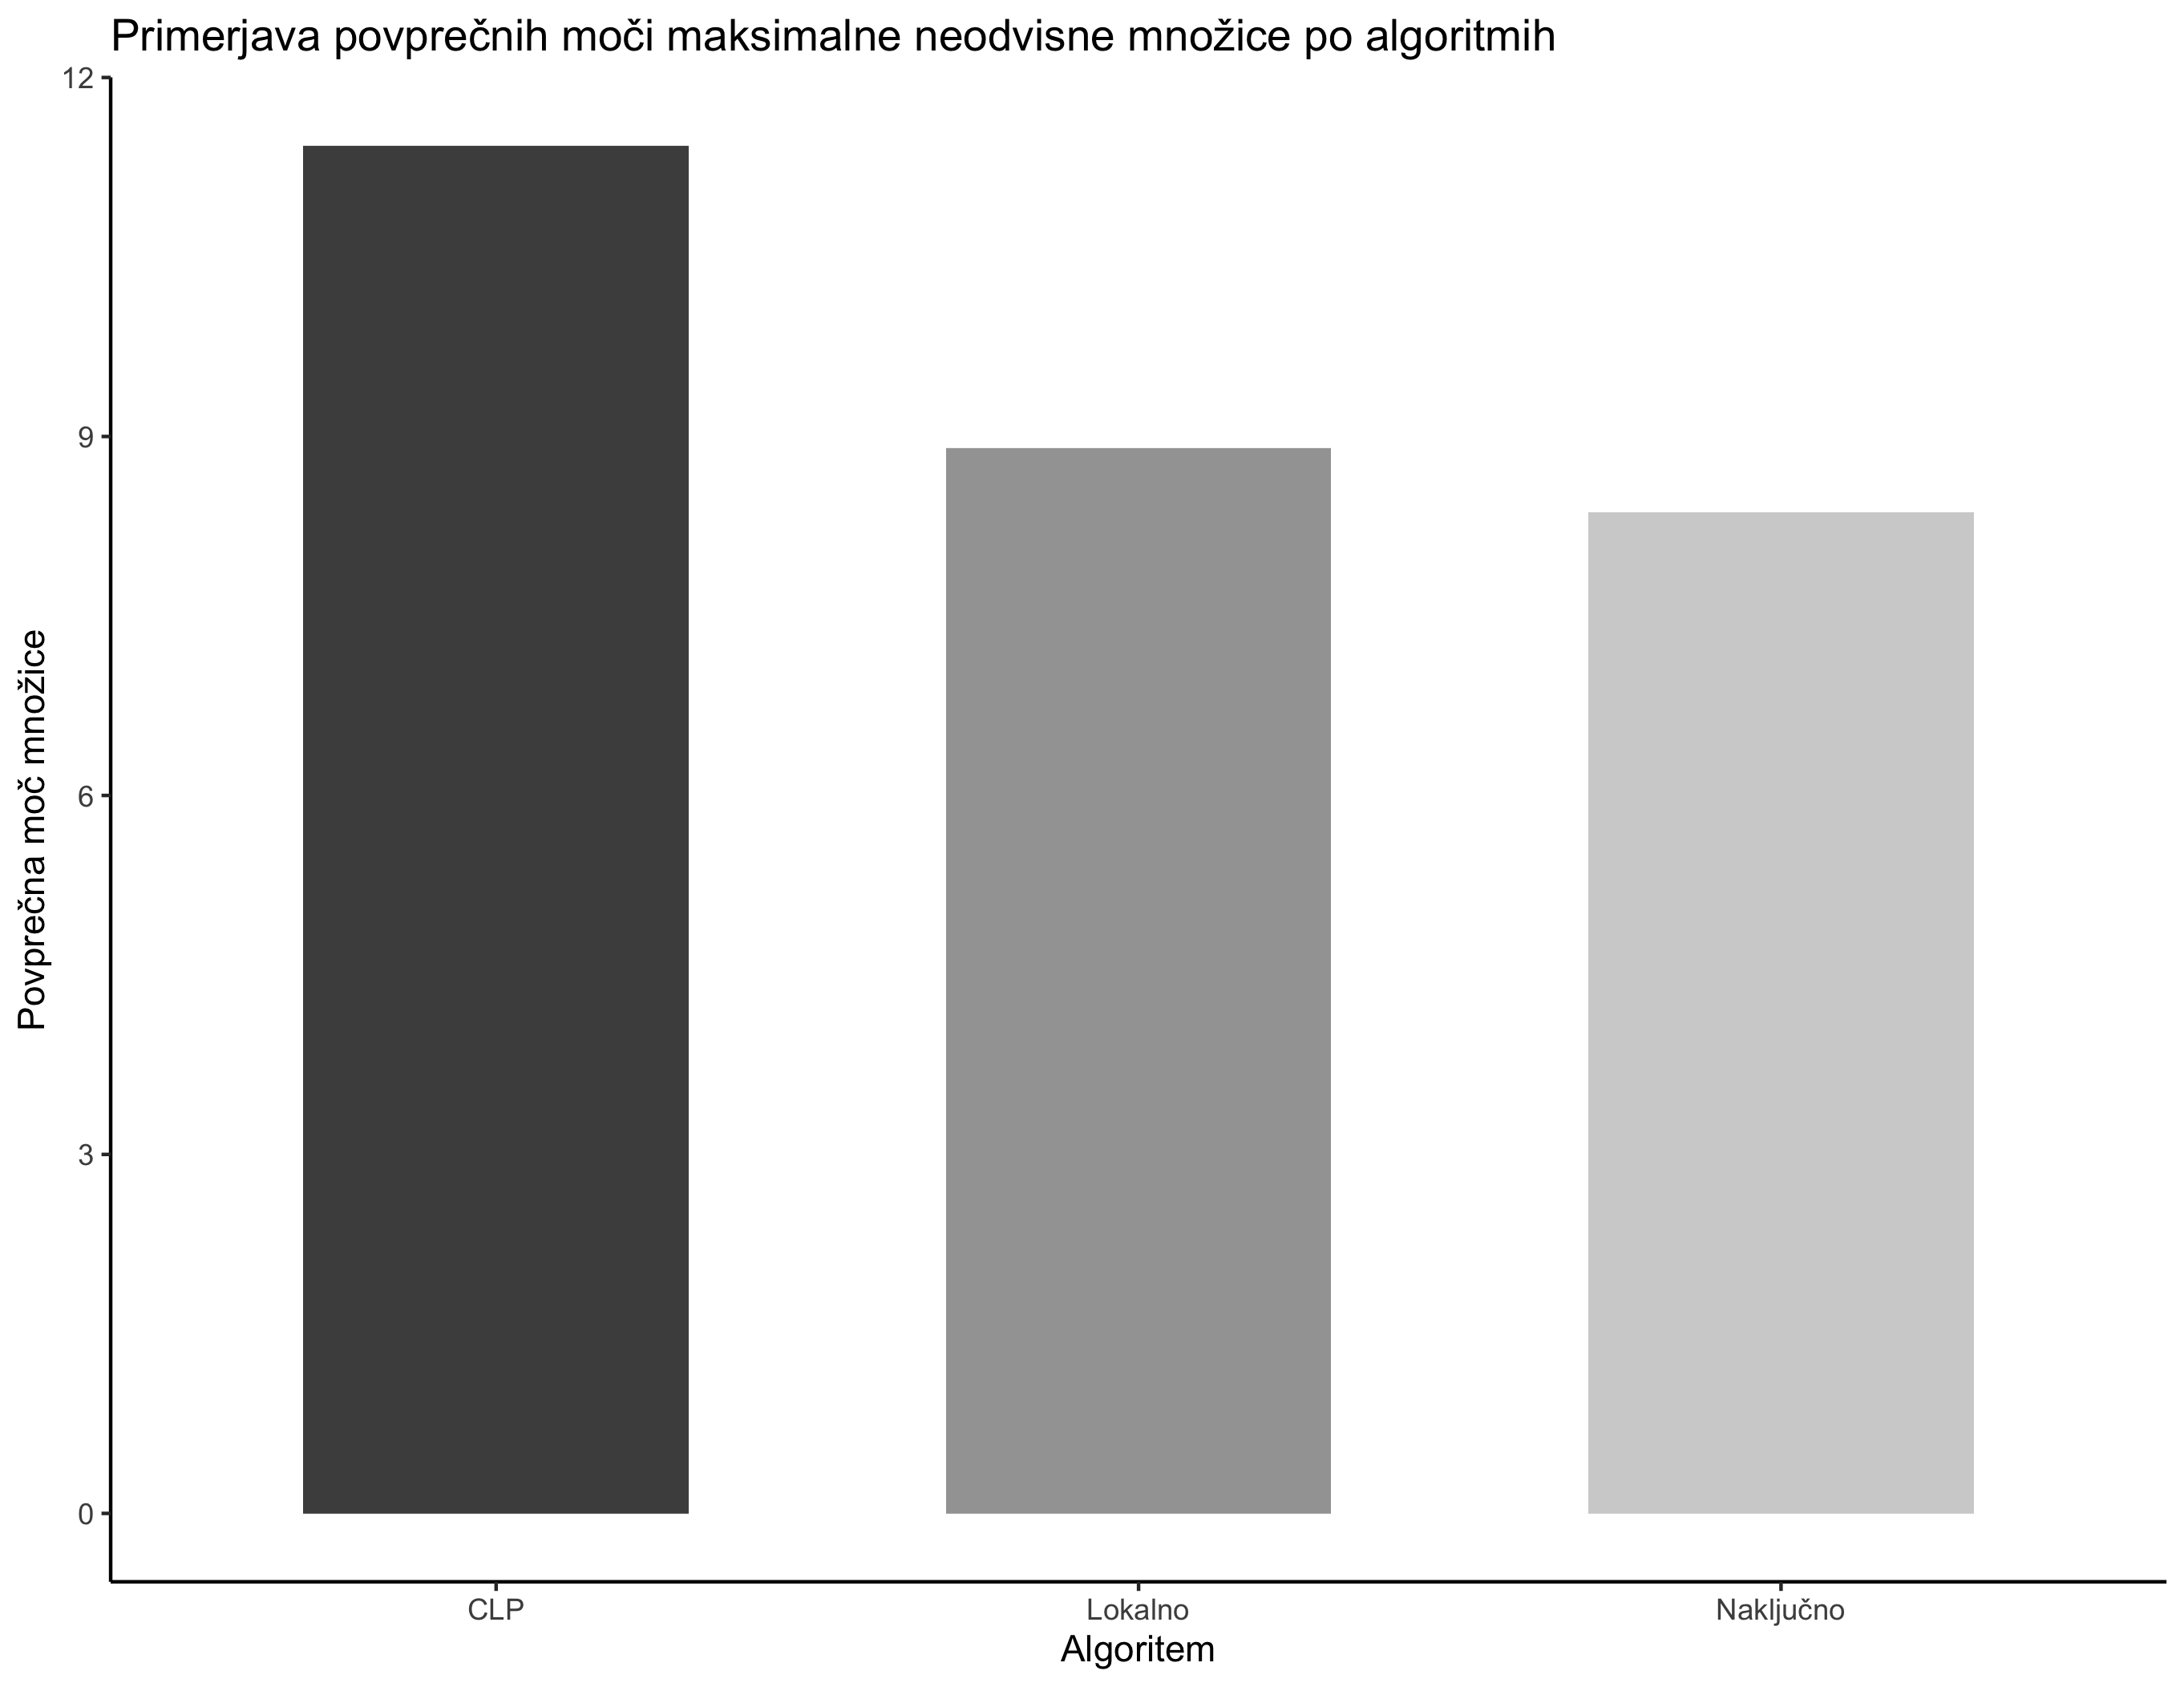 Primerjava povprečnih moči maksimalne neodvisne množice po algoritmih
12
9
6
3
0
Povprečna moč množice
CLP
Lokalno
Naključno
Algoritem